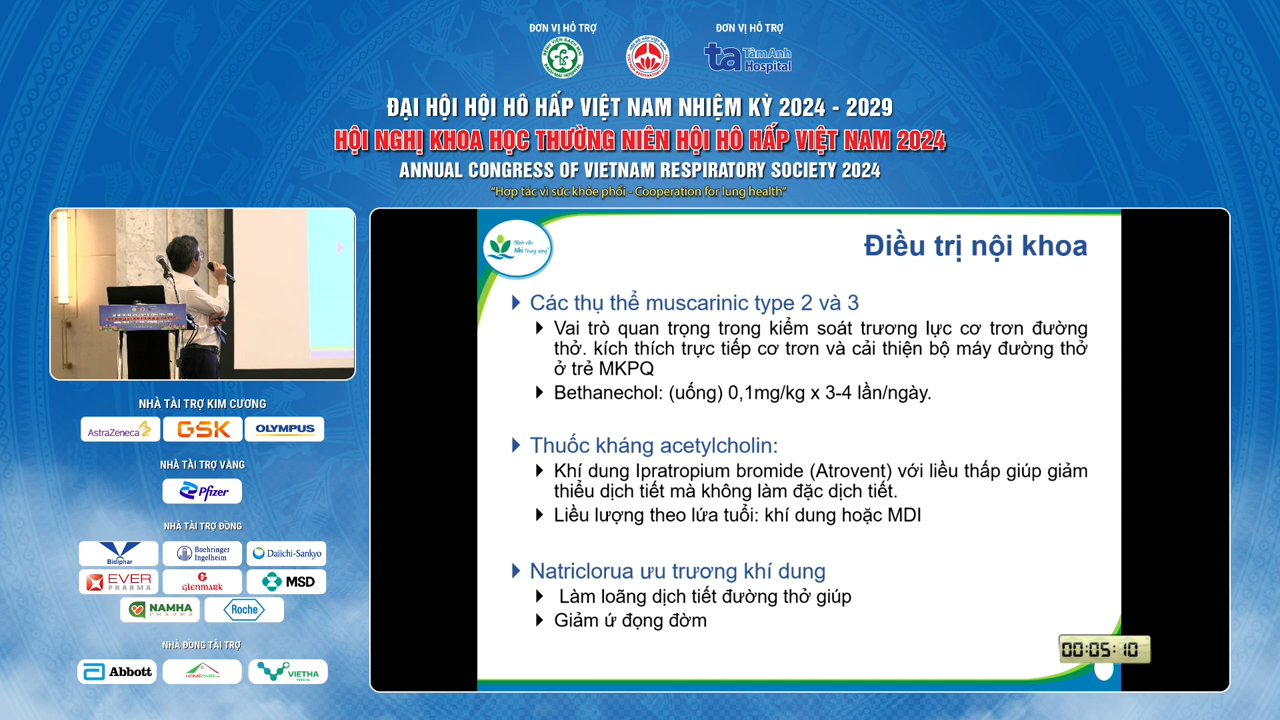 ĐƠN VỊ HỖ TRỢ
ĐƠN VỊ HỖ TRỢ
ta TâmAnh
Hospital
ĐẠI HỘI HỘI HÔ HẤP VIỆT NAM NHIỆM KỲ 2024 - 2029
HỘI NGHỊ KHOA HỌC THƯỜNG NIÊN HỘI HÔ HẤP VIỆT NAM 2024
ANNUAL CONGRESS OF VIETNAM RESPIRATORY SOCIETY 2024
"Hợp tác vì sức khỏe phổi - Cooperation for lung health"
NHÀ TÀI TRỢ KIM CƯƠNG
AstraZeneca GSK OLYMPUS
NHÀ TÀI TRỢ VÀNG
Pfizer
NHÀ TÀI TRỢ ĐỒNG
Bidiphar Boehringer Ingelheim Daiichi-Sankyo
EVER PHARMA GLENMARK MSD
NAMHA PHARMA Roche
NHÀ ĐỒNG TÀI TRỢ
Abbott VIETHA
Bệnh viện
Nhi Trung ương
Điều trị nội khoa
Các thụ thể muscarinic type 2 và 3
Vai trò quan trọng trong kiểm soát trương lực cơ trơn đường
thở. kích thích trực tiếp cơ trơn và cải thiện bộ máy đường thở
ở trẻ MKPQ
Bethanechol: (uống) 0,1mg/kg x 3-4 lần/ngày.
Thuốc kháng acetylcholin:
Khí dung Ipratropium bromide (Atrovent) với liều thấp giúp giảm
thiểu dịch tiết mà không làm đặc dịch tiết.
Liều lượng theo lứa tuổi: khí dung hoặc MDI
Natriclorua ưu trương khí dung
Làm loãng dịch tiết đường thở giúp
Giảm ứ đọng đờm
00:05:10